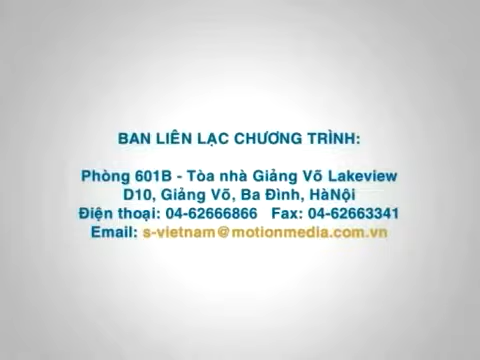 BAN LIÊN LẠC CHƯƠNG TRÌNH:
Phòng 601B - Tòa nhà Giảng Võ Lakeview
D10, Giảng Võ, Ba Đình, HàNội
Điện thoại: 04-62666866 Fax: 04-62663341
Email: s-vietnam@motionmedia.com.vn